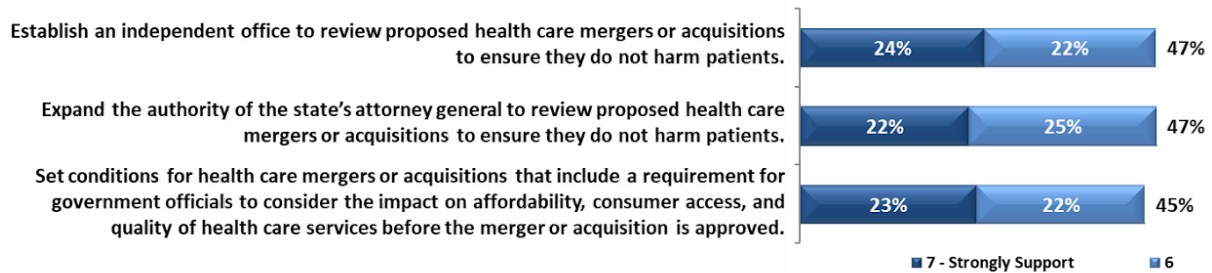 Establish an independent office to review proposed health care mergers or acquisitions
to ensure they do not harm patients.
24% 22% 47%
Expand the authority of the state's attorney general to review proposed health care
mergers or acquisitions to ensure they do not harm patients.
22% 25% 47%
Set conditions for health care mergers or acquisitions that include a requirement for
government officials to consider the impact on affordability, consumer access, and
quality of health care services before the merger or acquisition is approved.
23% 22% 45%
7 - Strongly Support 6